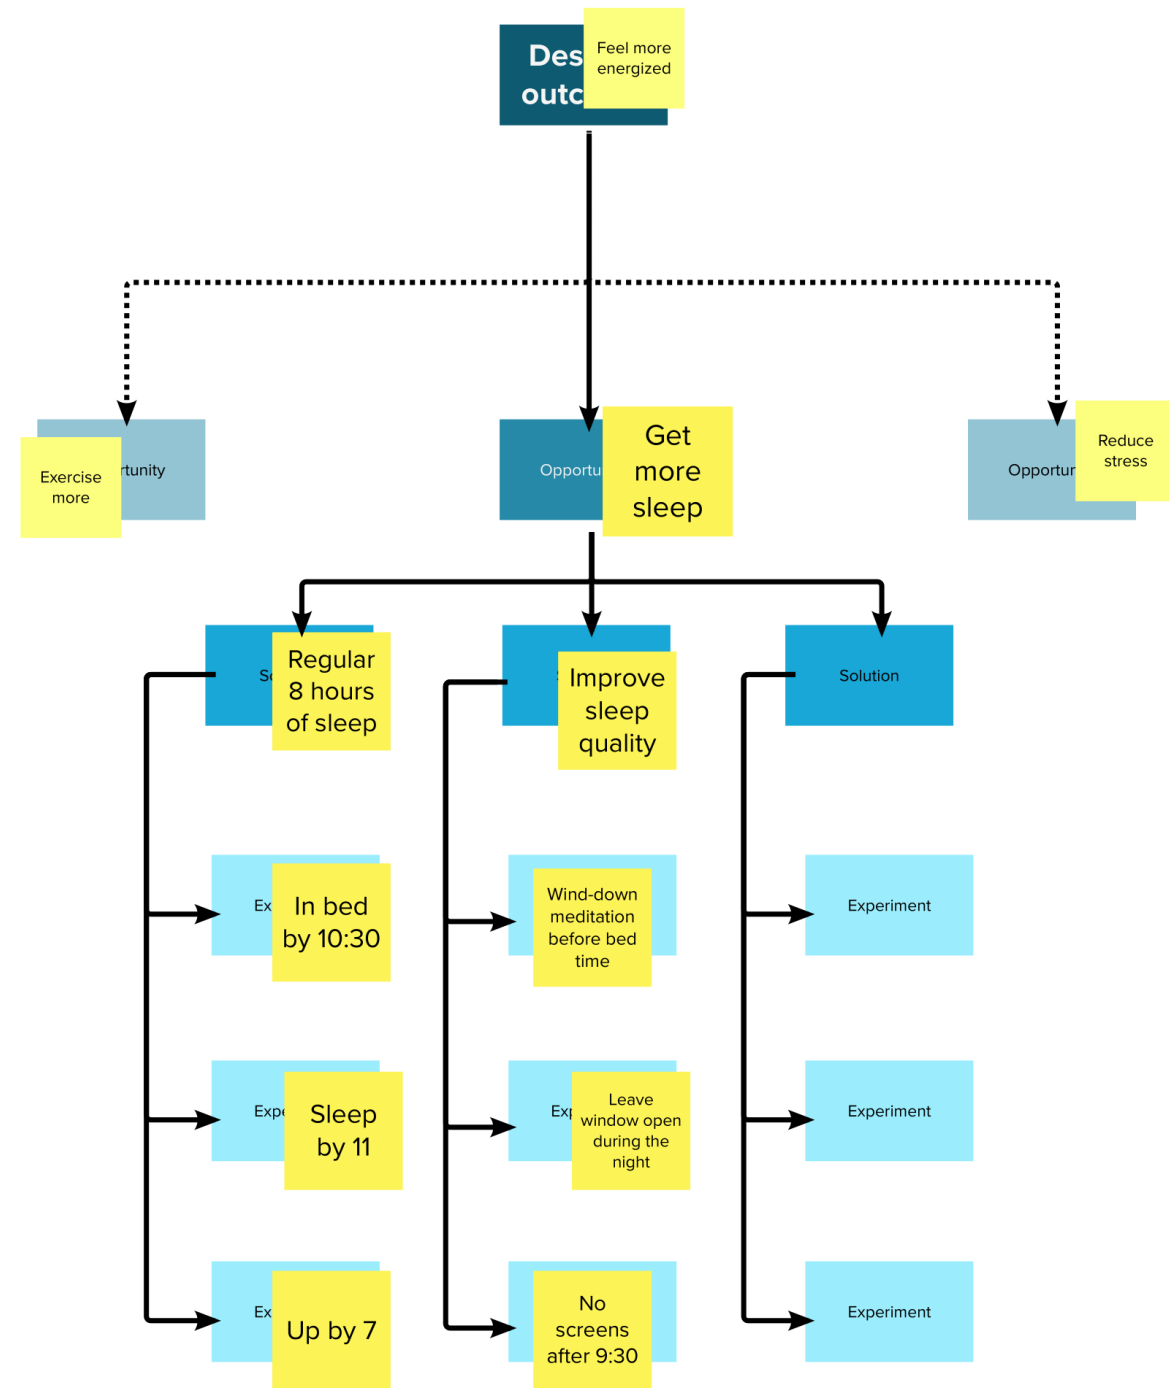 Des
outc
Feel more
energized
rtunity
Exercise
more
Opportu
Get
more
sleep
Opportur
Reduce
stress
Regular
8 hours
of sleep
Improve
sleep
quality
Solution
Ex
In bed
by 10:30
Wind-down
meditation
before bed
time
Experiment
Expe
Sleep
by 11
Exp
Leave
window open
during the
night
Experiment
Ex
Up by 7
No
screens
after 9:30
Experiment